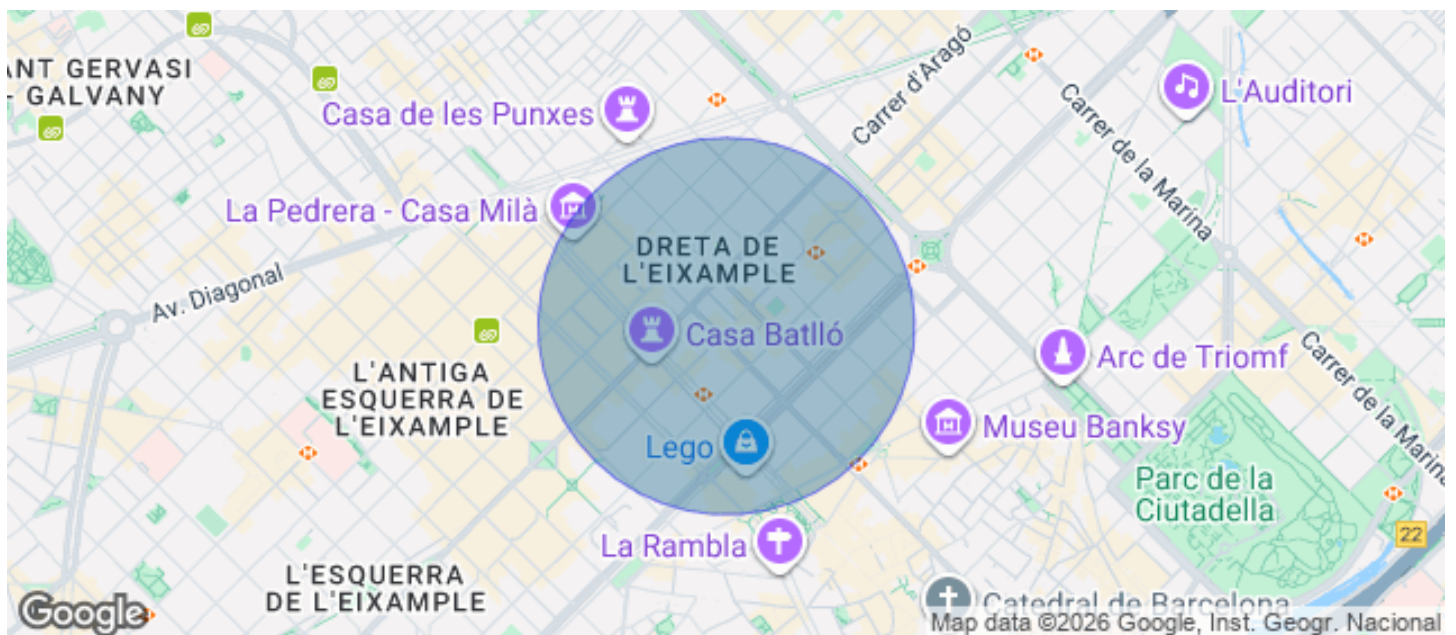 ANT GERVASI
- GALVANY
Casa de les Punxes
Carrer d'Aragó
L'Auditori
Carrer de la Marina
La Pedrera - Casa Milà
DRETA DE
L'EIXAMPLE
Av. Diagonal
Casa Batlló
Arc de Triomf
Carrer de la Marina
L'ANTIGA
ESQUERRA DE
L'EIXAMPLE
Lego
Museu Banksy
Parc de la
Ciutadella
22
La Rambla
L'ESQUERRA
DE L'EIXAMPLE
Catedral de Barcelona
Google
Map data ©2026 Google, Inst. Geogr. Nacional